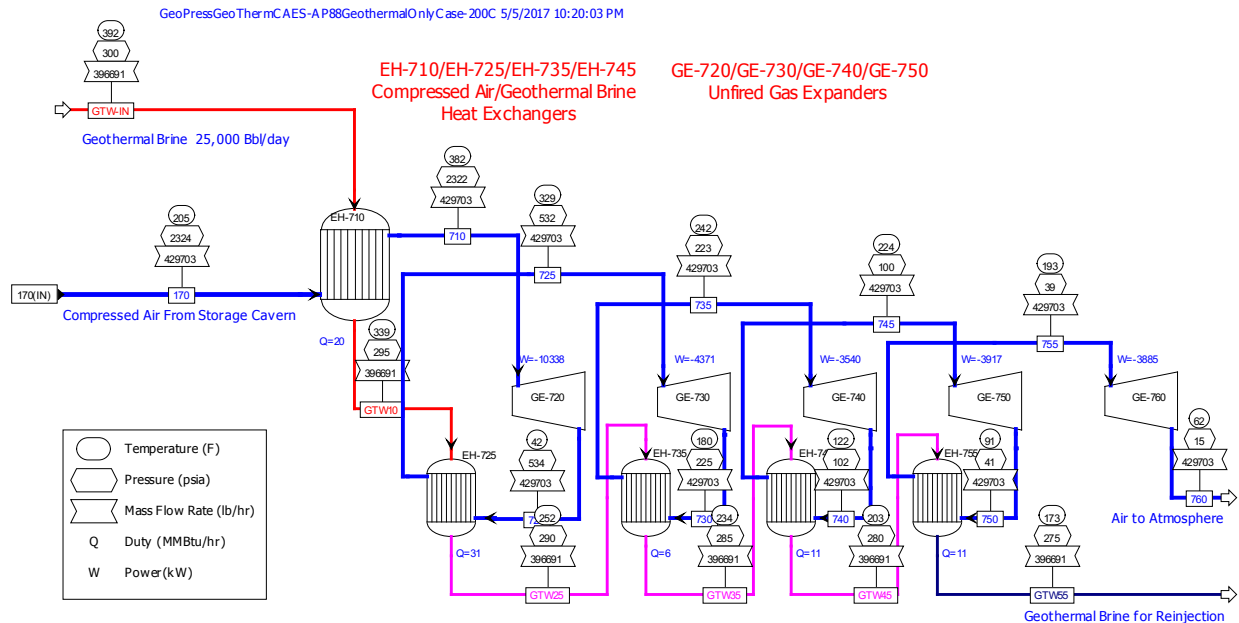 GeoPressGeoThermCAES-AP88GeothermalOnlyCase-200C 5/5/2017 10:20:03 PM
392
300
396691
GTW-IN
Geothermal Brine 25,000 Bbl/day
EH-710/EH-725/EH-735/EH-745
Compressed Air/Geothermal Brine
Heat Exchangers
GE-720/GE-730/GE-740/GE-750
Unfired Gas Expanders
382
2322
429703
710
329
532
429703
725
242
223
429703
735
224
100
429703
745
193
39
429703
755
205
2324
429703
170(IN)
170
Compressed Air From Storage Cavern
EH-710
Q=20
339
295
396691
GTW10
W=-10338
GE-720
W=-4371
GE-730
W=-3540
GE-740
W=-3917
GE-750
W=-3885
GE-760
62
15
429703
760
Air to Atmosphere
EH-725
Q=31
42
534
429703
252
290
396691
GTW25
EH-735
Q=6
180
225
429703
730
234
285
396691
GTW35
Q=11
122
102
429703
740
203
280
396691
GTW45
EH-755
Q=11
91
41
429703
750
173
275
396691
GTW55
Geothermal Brine for Reinjection
Temperature (F)
Pressure (psia)
Mass Flow Rate (lb/hr)
Q Duty (MMBtu/hr)
W Power(kW)